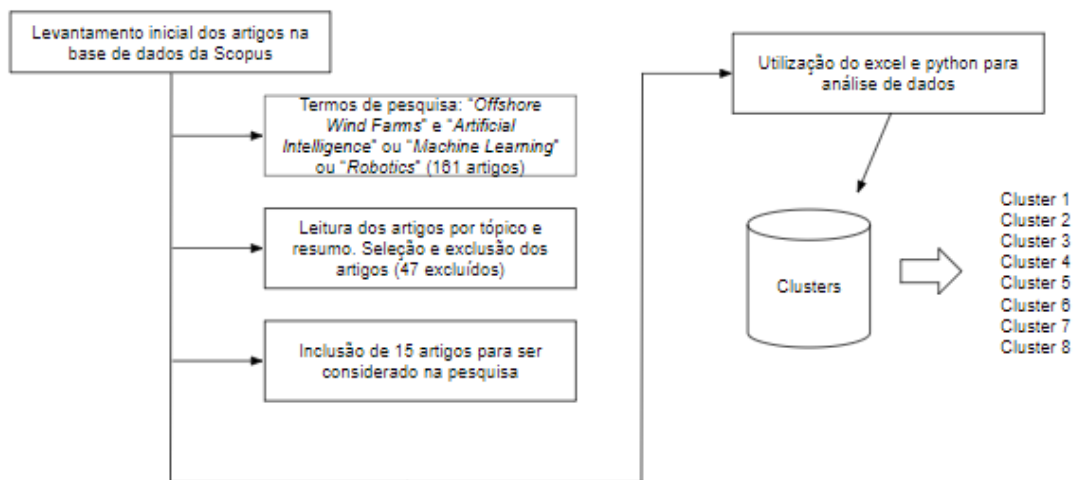 Levantamento inicial dos artigos na
base de dados da Scopus
Termos de pesquisa: “Offshore
Wind Farms” e “Artificial
Intelligence” ou “Machine Learning”
ou “Robotics” (161 artigos)
Leitura dos artigos por tópico e
resumo. Seleção e exclusão dos
artigos (47 excluídos)
Inclusão de 15 artigos para ser
considerado na pesquisa
Utilização do excel e python para
análise de dados
Clusters
Cluster 1
Cluster 2
Cluster 3
Cluster 4
Cluster 5
Cluster 6
Cluster 7
Cluster 8